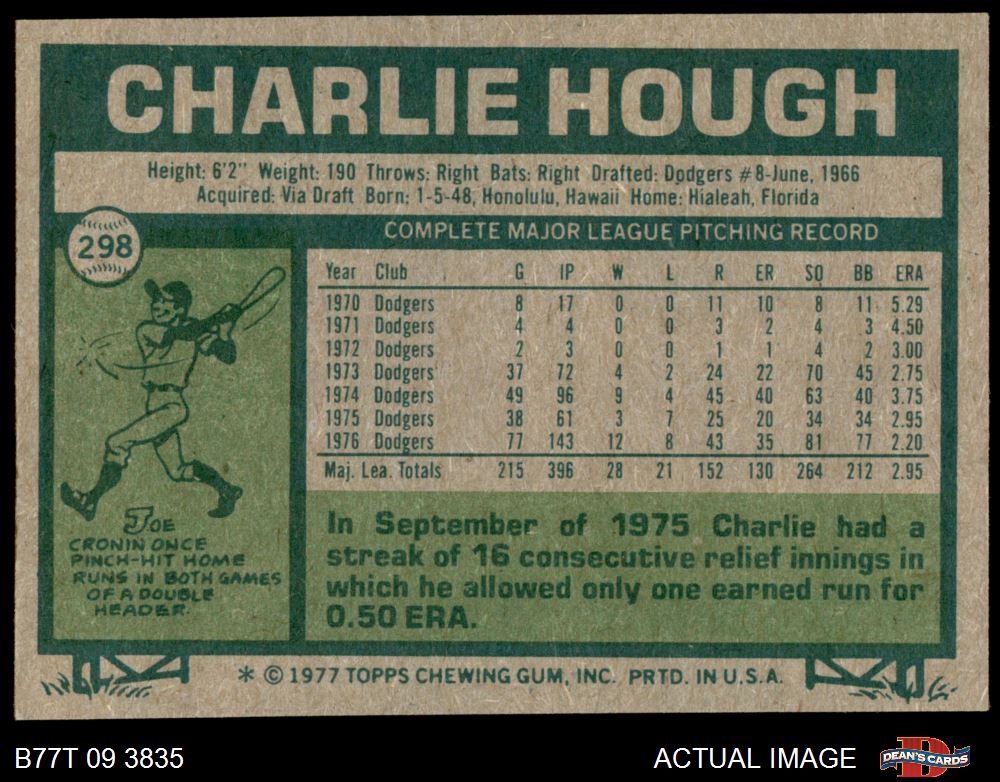 CHARLIE HOUGH
Height: 6'2" Weight: 190 Throws: Right Bats: Right Drafted: Dodgers #8-June, 1966
Acquired: Via Draft Born: 1-5-48, Honolulu, Hawaii Home: Hialeah, Florida
298
COMPLETE MAJOR LEAGUE PITCHING RECORD
Year Club G IP W L R ER SO BB ERA
1970 Dodgers 8 17 0 0 11 10 8 11 5.29
1971 Dodgers 4 4 0 0 3 2 4 3 4.50
1972 Dodgers 2 3 0 0 1 1 4 2 3.00
1973 Dodgers 37 72 4 2 24 22 70 45 2.75
1974 Dodgers 49 96 9 4 45 40 63 40 3.75
1975 Dodgers 38 61 3 7 25 20 34 34 2.95
1976 Dodgers 77 143 12 8 43 35 81 77 2.20
Maj. Lea. Totals 215 396 28 21 152 130 264 212 2.95
JOE
CRONIN ONCE
PINCH-HIT HOME
RUNS IN BOTH GAMES
OF A DOUBLE
HEADER.
In September of 1975 Charlie had a
streak of 16 consecutive relief innings in
which he allowed only one earned run for
0.50 ERA.
* © 1977 TOPPS CHEWING GUM, INC. PRTD. IN U.S.A.
B77T 09 3835
ACTUAL IMAGE
DEAN'S CARDS